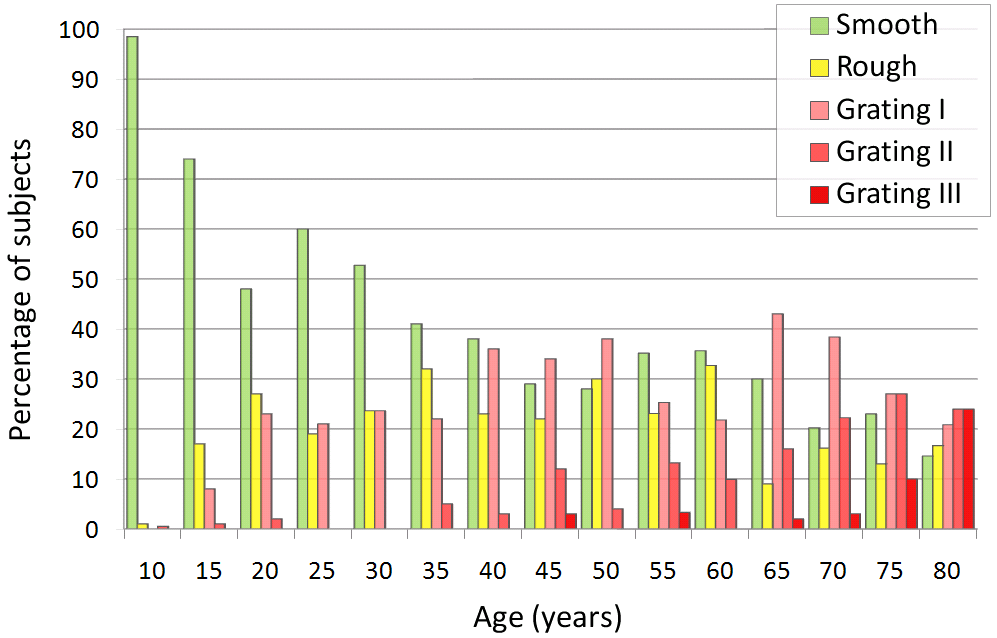 Smooth
Rough
Grating I
Grating II
Grating III
Percentage of subjects
100
90
80
70
60
50
40
30
20
10
0
10 15 20 25 30 35 40 45 50 55 60 65 70 75 80
Age (years)